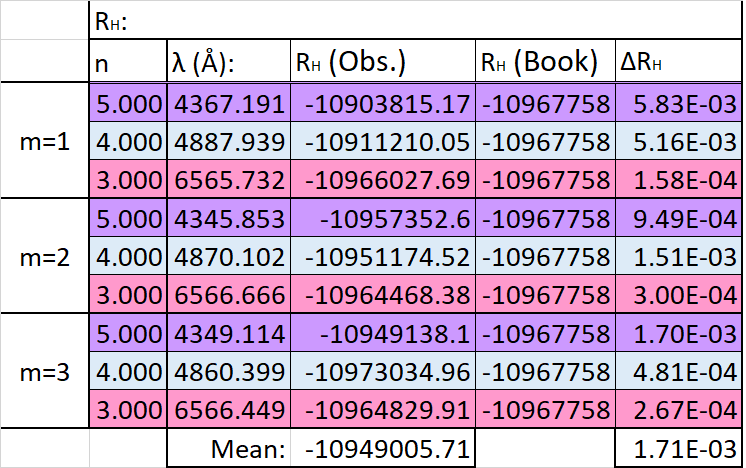 RH:
n λ (Å): RH (Obs.) RH (Book) ΔRH
m=1
5.000 4367.191 -10903815.17 -10967758 5.83E-03
4.000 4887.939 -10911210.05 -10967758 5.16E-03
3.000 6565.732 -10966027.69 -10967758 1.58E-04
m=2
5.000 4345.853 -10957352.6 -10967758 9.49E-04
4.000 4870.102 -10951174.52 -10967758 1.51E-03
3.000 6566.666 -10964468.38 -10967758 3.00E-04
m=3
5.000 4349.114 -10949138.1 -10967758 1.70E-03
4.000 4860.399 -10973034.96 -10967758 4.81E-04
3.000 6566.449 -10964829.91 -10967758 2.67E-04
Mean: -10949005.71 1.71E-03